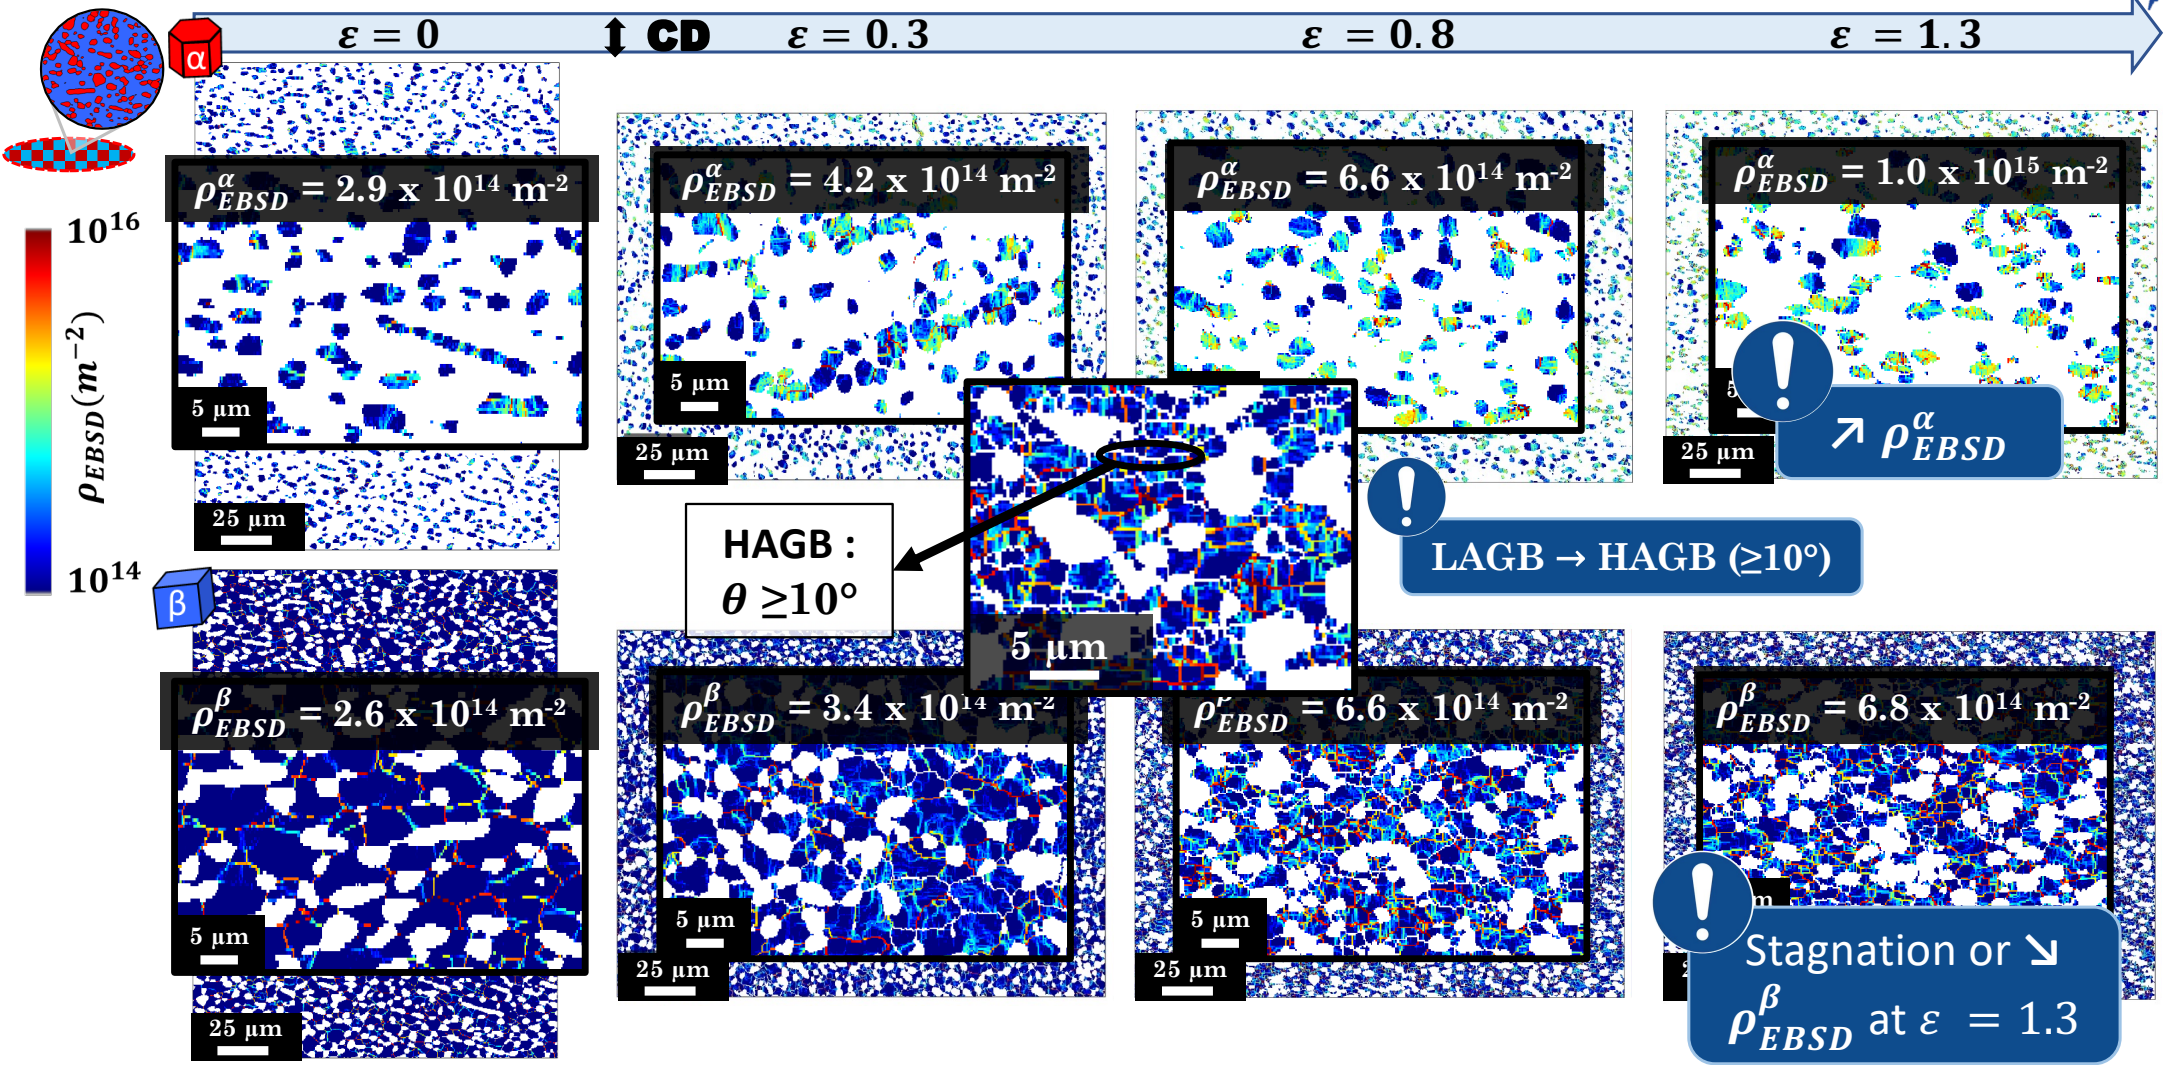 ε = 0
CD
ε = 0.3
ε = 0.8
ε = 1.3
α
ρ^α_EBSD = 2.9 x 10^14 m^-2
ρ^α_EBSD = 4.2 x 10^14 m^-2
ρ^α_EBSD = 6.6 x 10^14 m^-2
ρ^α_EBSD = 1.0 x 10^15 m^-2
10^16
ρ_EBSD (m^−2)
10^14
5 µm
25 µm
5 µm
25 µm
25 µm
↗ ρ^α_EBSD
HAGB :
θ ≥10°
5 µm
LAGB → HAGB (≥10°)
β
ρ^β_EBSD = 2.6 x 10^14 m^-2
ρ^β_EBSD = 3.4 x 10^14 m^-2
ρ^β_EBSD = 6.6 x 10^14 m^-2
ρ^β_EBSD = 6.8 x 10^14 m^-2
5 µm
25 µm
5 µm
25 µm
5 µm
25 µm
Stagnation or ↘
ρ^β_EBSD at ε = 1.3